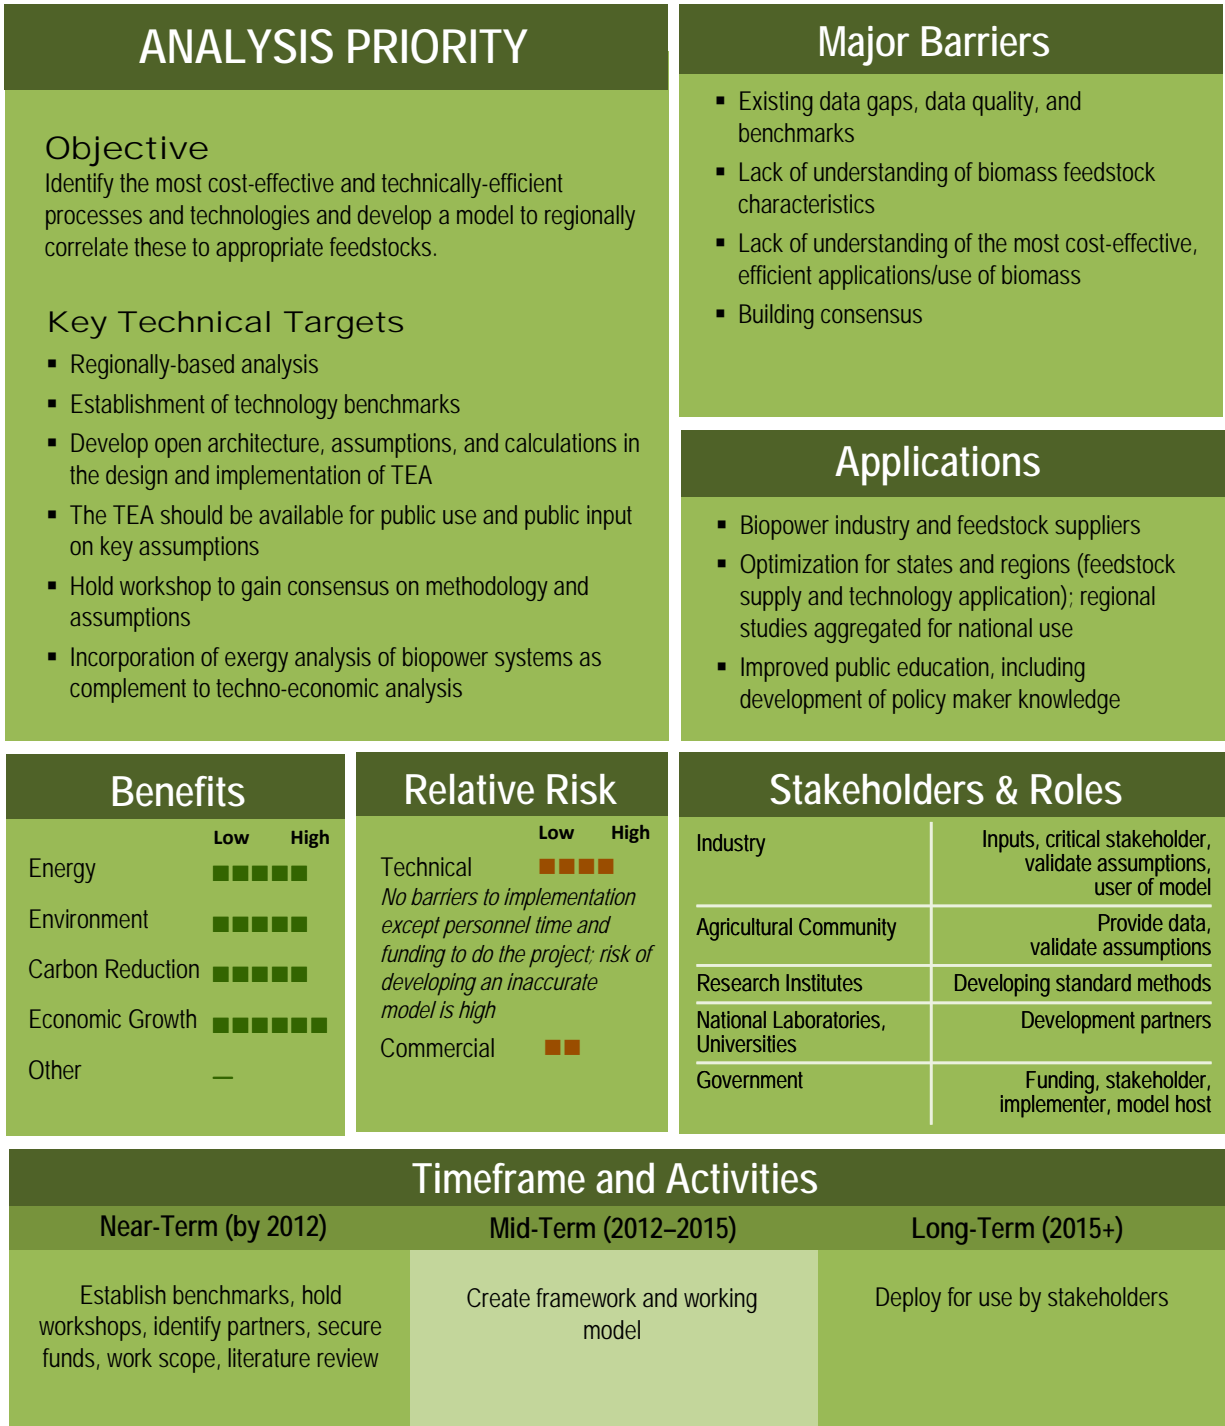 ANALYSIS PRIORITY
Objective
Identify the most cost-effective and technically-efficient
processes and technologies and develop a model to regionally
correlate these to appropriate feedstocks.
Key Technical Targets
▪ Regionally-based analysis
▪ Establishment of technology benchmarks
▪ Develop open architecture, assumptions, and calculations in
the design and implementation of TEA
▪ The TEA should be available for public use and public input
on key assumptions
▪ Hold workshop to gain consensus on methodology and
assumptions
▪ Incorporation of exergy analysis of biopower systems as
complement to techno-economic analysis
Major Barriers
▪ Existing data gaps, data quality, and
benchmarks
▪ Lack of understanding of biomass feedstock
characteristics
▪ Lack of understanding of the most cost-effective,
efficient applications/use of biomass
▪ Building consensus
Applications
▪ Biopower industry and feedstock suppliers
▪ Optimization for states and regions (feedstock
supply and technology application); regional
studies aggregated for national use
▪ Improved public education, including
development of policy maker knowledge
Benefits
Low High
Energy ■■■■■
Environment ■■■■■
Carbon Reduction ■■■■■
Economic Growth ■■■■■■
Other —
Relative Risk
Low High
Technical ■■■■
No barriers to implementation
except personnel time and
funding to do the project; risk of
developing an inaccurate
model is high
Commercial ■■
Stakeholders & Roles
Industry
Inputs, critical stakeholder,
validate assumptions,
user of model
Agricultural Community
Provide data,
validate assumptions
Research Institutes
Developing standard methods
National Laboratories,
Universities
Development partners
Government
Funding, stakeholder,
implementer, model host
Timeframe and Activities
Near-Term (by 2012)
Establish benchmarks, hold
workshops, identify partners, secure
funds, work scope, literature review
Mid-Term (2012–2015)
Create framework and working
model
Long-Term (2015+)
Deploy for use by stakeholders